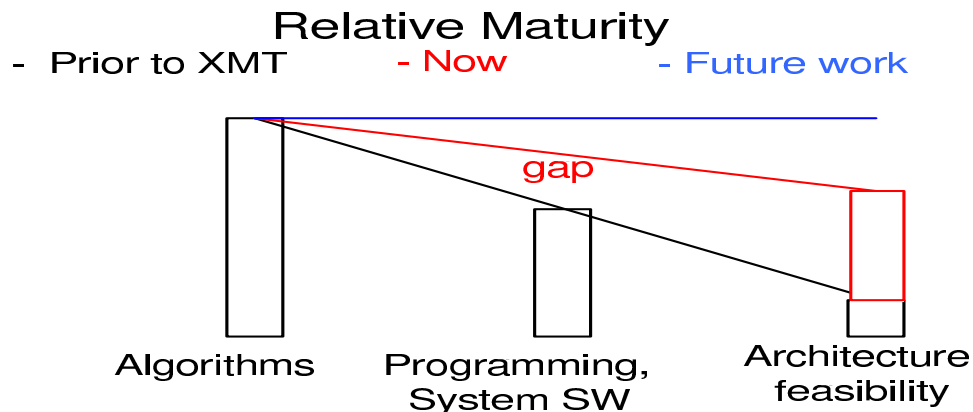 Relative Maturity
- Prior to XMT - Now - Future work
gap
Algorithms
Programming,
System SW
Architecture
feasibility